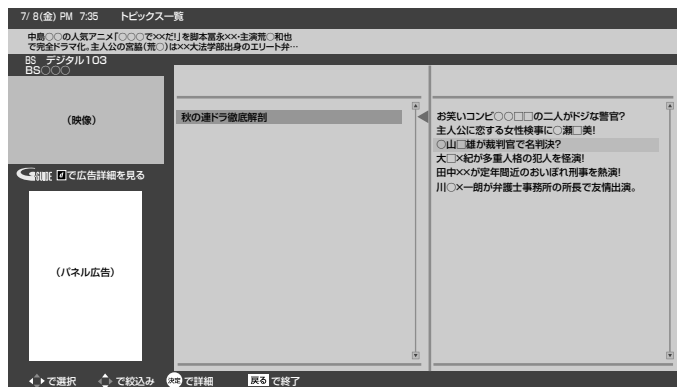 7/ 8(金) PM 7:35 トピックス一覧
中島○○の人気アニメ「○○○で××だ!」を脚本冨永××・主演荒○和也
で完全ドラマ化。主人公の宮脇(荒○)は××大法学部出身のエリート弁…
BS デジタル103
BS○○○
(映像)
秋の連ドラ徹底解剖
お笑いコンビ○○□□の二人がドジな警官?
主人公に恋する女性検事に○瀬□美!
○山□雄が裁判官で名判決?
大□×紀が多重人格の犯人を怪演!
田中××が定年間近のおいぼれ刑事を熱演!
川○×一朗が弁護士事務所の所長で友情出演。
G GUIDE dで広告詳細を見る
(パネル広告)
で選択 で絞込み 決定 で詳細 戻る で終了